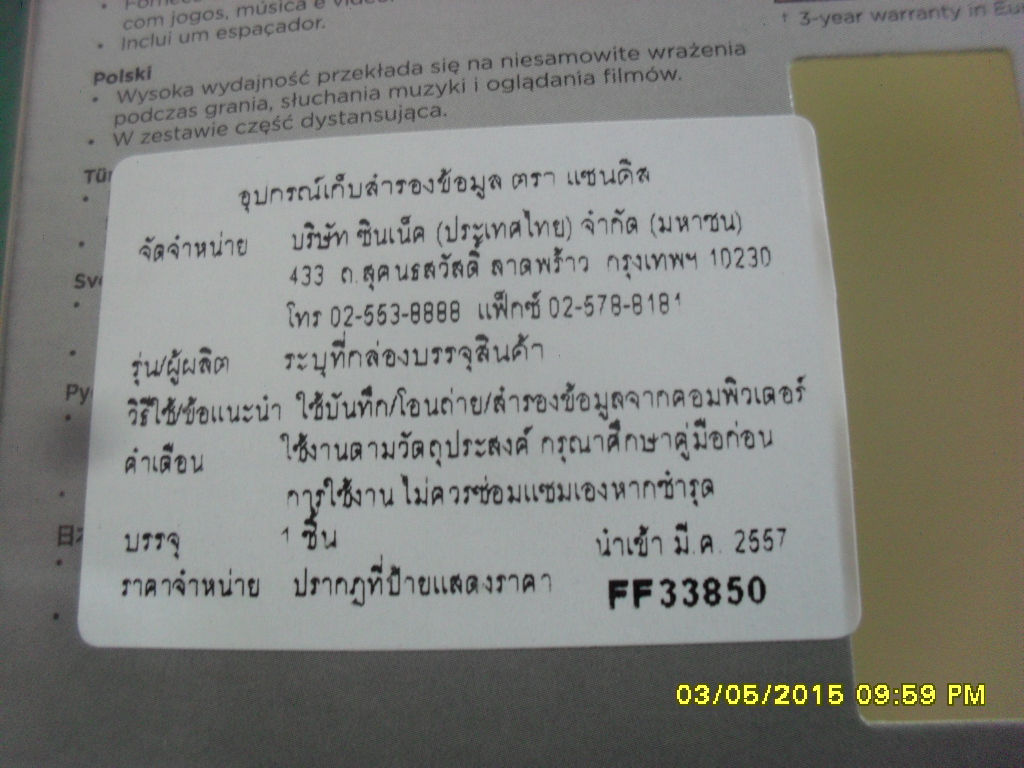 com jogos, música e vídeo.
• Inclui um espaçador.
† 3-year warranty in
Polski
• Wysoka wydajność przekłada się na niesamowite wrażenia
podczas grania, słuchania muzyki i oglądania filmów.
• W zestawie część dystansująca.
อุปกรณ์เก็บสำรองข้อมูล ตรา แซนดิส
จัดจำหน่าย บริษัท ซินเน็ค (ประเทศไทย) จำกัด (มหาชน)
433 ถ.สุคนธสวัสดิ์ ลาดพร้าว กรุงเทพฯ 10230
โทร 02-553-8888 แฟ็กซ์ 02-578-8181
รุ่น/ผู้ผลิต ระบุที่กล่องบรรจุสินค้า
วิธีใช้/ข้อแนะนำ ใช้บันทึก/โอนถ่าย/สำรองข้อมูลจากคอมพิวเตอร์
คำเตือน ใช้งานตามวัตถุประสงค์ กรุณาศึกษาคู่มือก่อน
การใช้งาน ไม่ควรซ่อมแซมเองหากชำรุด
บรรจุ 1 ชิ้น นำเข้า มี.ค. 2557
ราคาจำหน่าย ปรากฏที่ป้ายแสดงราคา FF33850
03/05/2015 09:59 PM